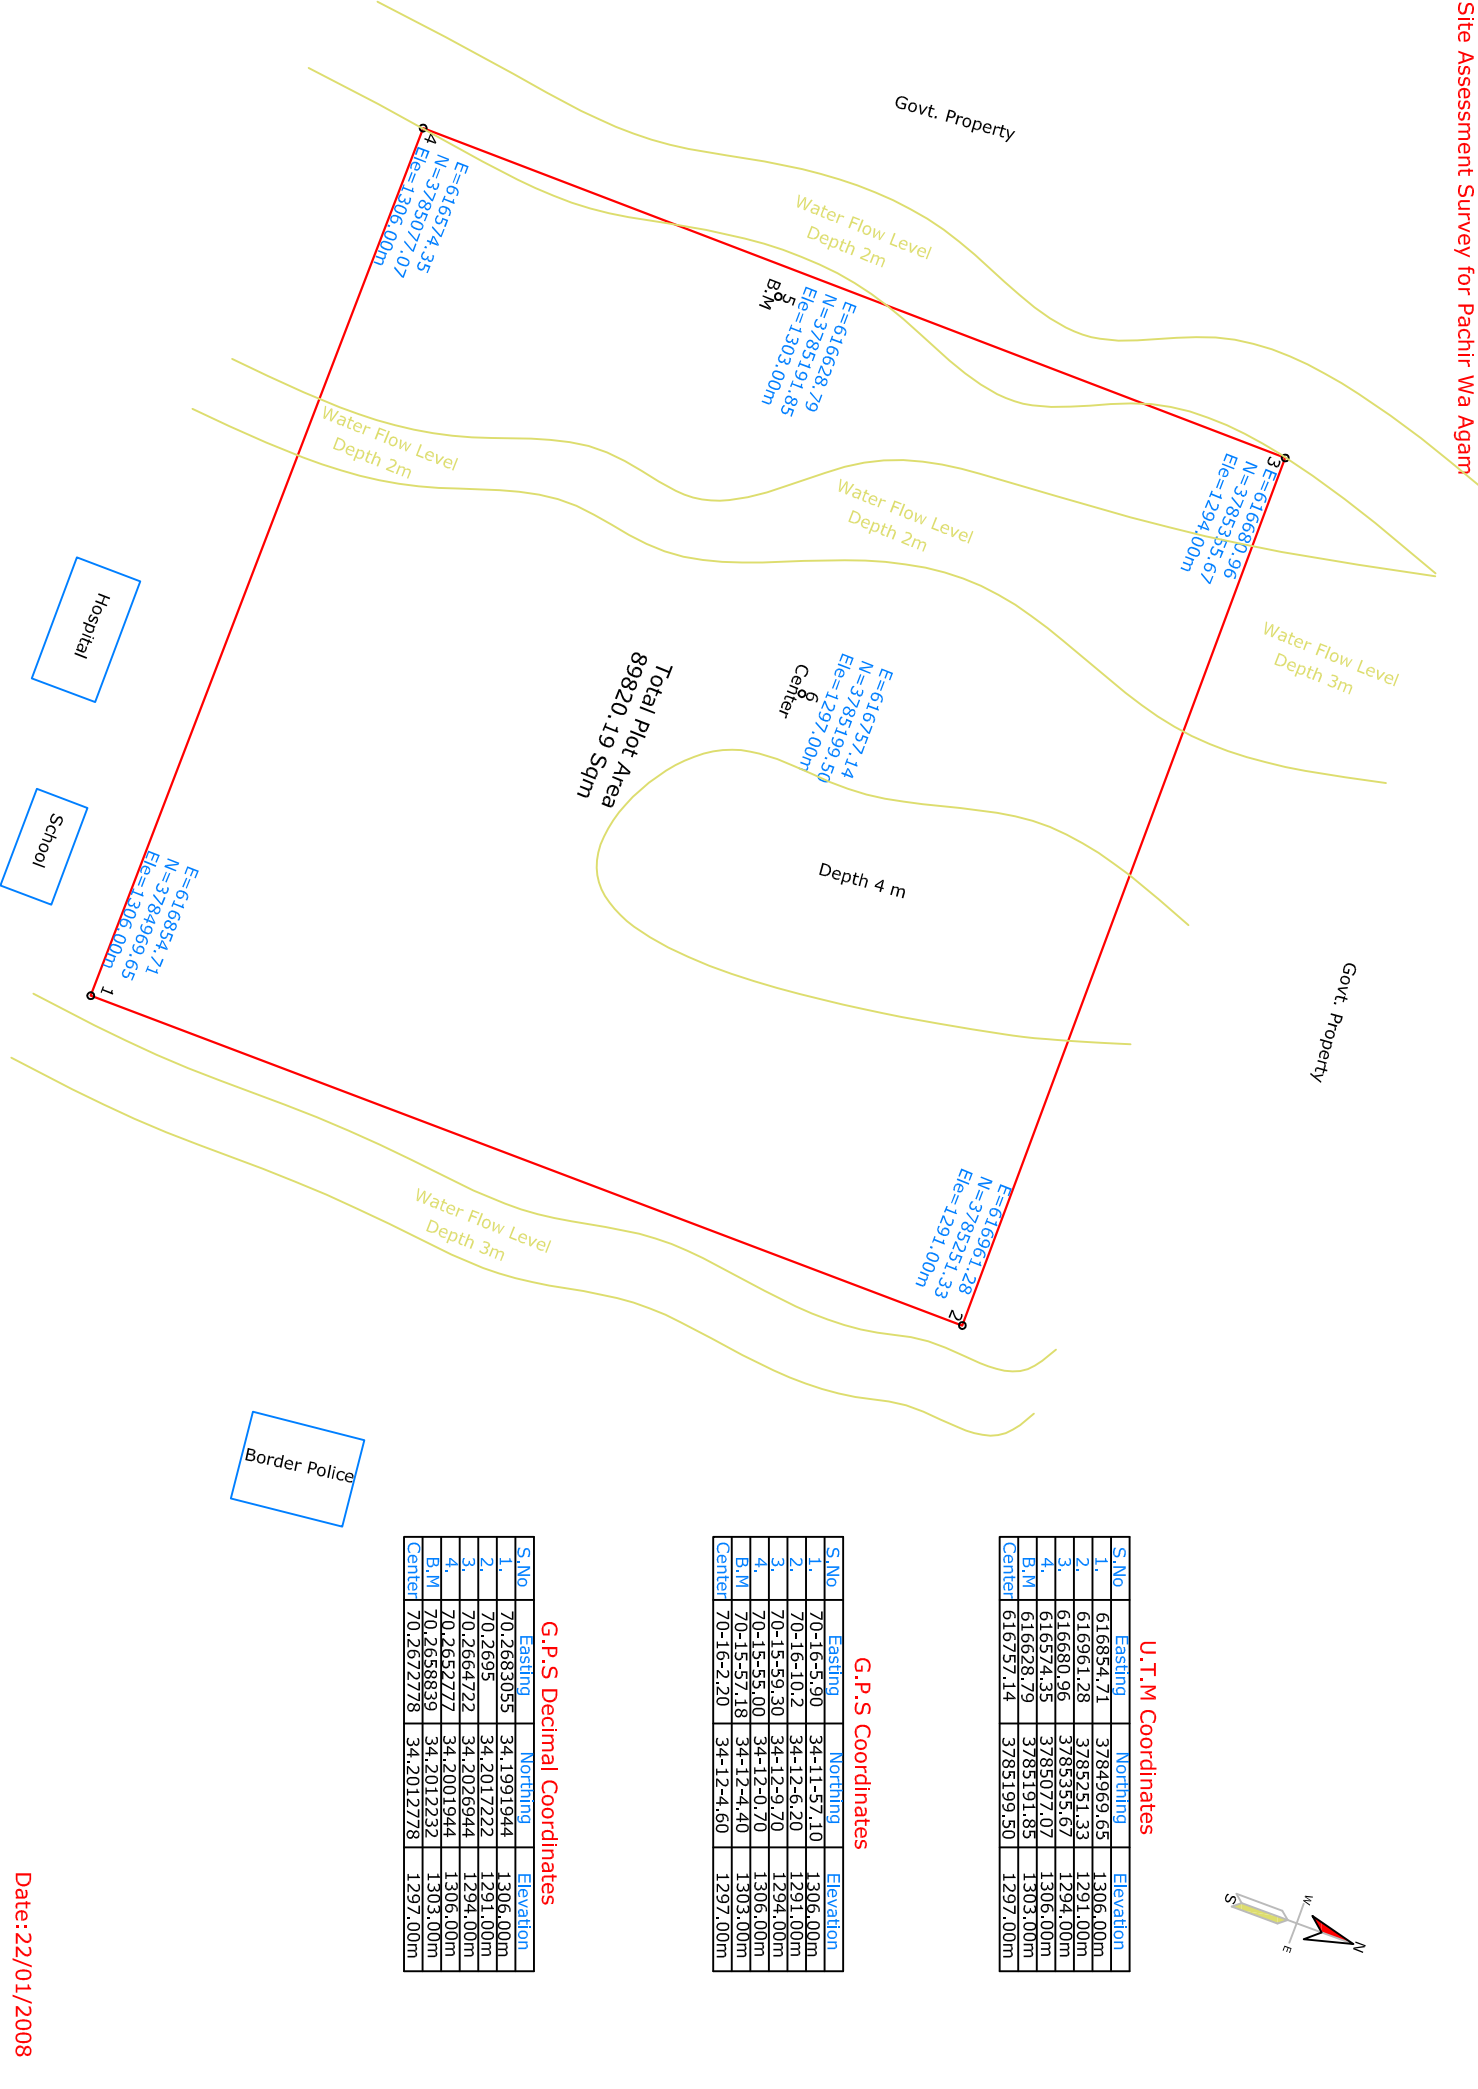 Site Assessment Survey for Pachir Wa Agam
Govt. Property
Water Flow Level
Depth 2m
4
E=616574.35
N=3785077.07
Ele=1306.00m
5
B.M
E=616628.79
N=3785191.85
Ele=1303.00m
3
E=616680.96
N=3785355.67
Ele=1294.00m
Water Flow Level
Depth 2m
Water Flow Level
Depth 2m
Water Flow Level
Depth 3m
Hospital
School
Total Plot Area
89820.19 Sqm
6
Center
E=616757.14
N=3785199.50
Ele=1297.00m
Depth 4 m
Govt. Property
1
E=616854.71
N=3784969.65
Ele=1306.00m
2
E=616961.28
N=3785251.33
Ele=1291.00m
Water Flow Level
Depth 3m
Border Police
U.T.M Coordinates
S.No Easting Northing Elevation
1. 616854.71 3784969.65 1306.00m
2. 616961.28 3785251.33 1291.00m
3. 616680.96 3785355.67 1294.00m
4. 616574.35 3785077.07 1306.00m
B.M 616628.79 3785191.85 1303.00m
Center 616757.14 3785199.50 1297.00m
G.P.S Coordinates
S.No Easting Northing Elevation
1. 70-16-5.90 34-11-57.10 1306.00m
2. 70-16-10.2 34-12-6.20 1291.00m
3. 70-15-59.30 34-12-9.70 1294.00m
4. 70-15-55.00 34-12-0.70 1306.00m
B.M 70-15-57.18 34-12-4.40 1303.00m
Center 70-16-2.20 34-12-4.60 1297.00m
G.P.S Decimal Coordinates
S.No Easting Northing Elevation
1. 70.2683055 34.1991944 1306.00m
2. 70.2695 34.2017222 1291.00m
3. 70.2664722 34.2026944 1294.00m
4. 70.2652777 34.2001944 1306.00m
B.M 70.2658839 34.2012232 1303.00m
Center 70.2672778 34.2012778 1297.00m
N
W
E
S
Date:22/01/2008